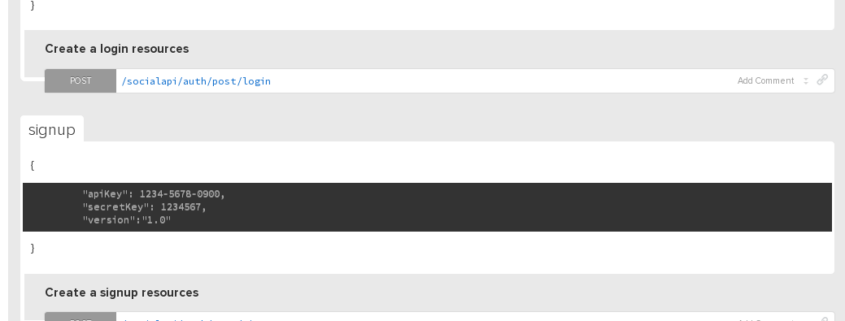 }
Create a login resources
POST /socialapi/auth/post/login Add Comment
signup
{
"apiKey": 1234-5678-0900,
"secretKey": 1234567,
"version":"1.0"
}
Create a signup resources